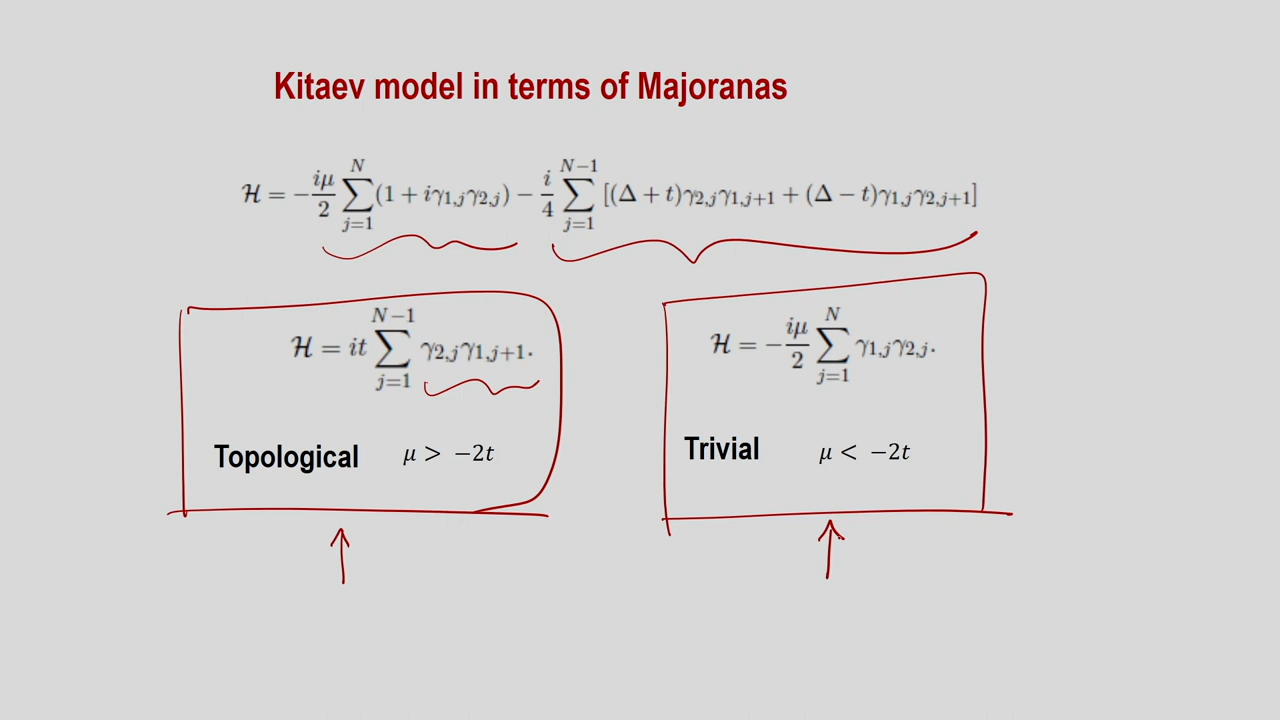 Kitaev model in terms of Majoranas
ℋ = −iμ/2 ∑_{j=1}^{N} (1 + iγ_{1,j}γ_{2,j}) − i/4 ∑_{j=1}^{N−1} [(Δ + t)γ_{2,j}γ_{1,j+1} + (Δ − t)γ_{1,j}γ_{2,j+1}]
ℋ = it ∑_{j=1}^{N−1} γ_{2,j}γ_{1,j+1}.
Topological μ > −2t
ℋ = −iμ/2 ∑_{j=1}^{N} γ_{1,j}γ_{2,j}.
Trivial μ < −2t